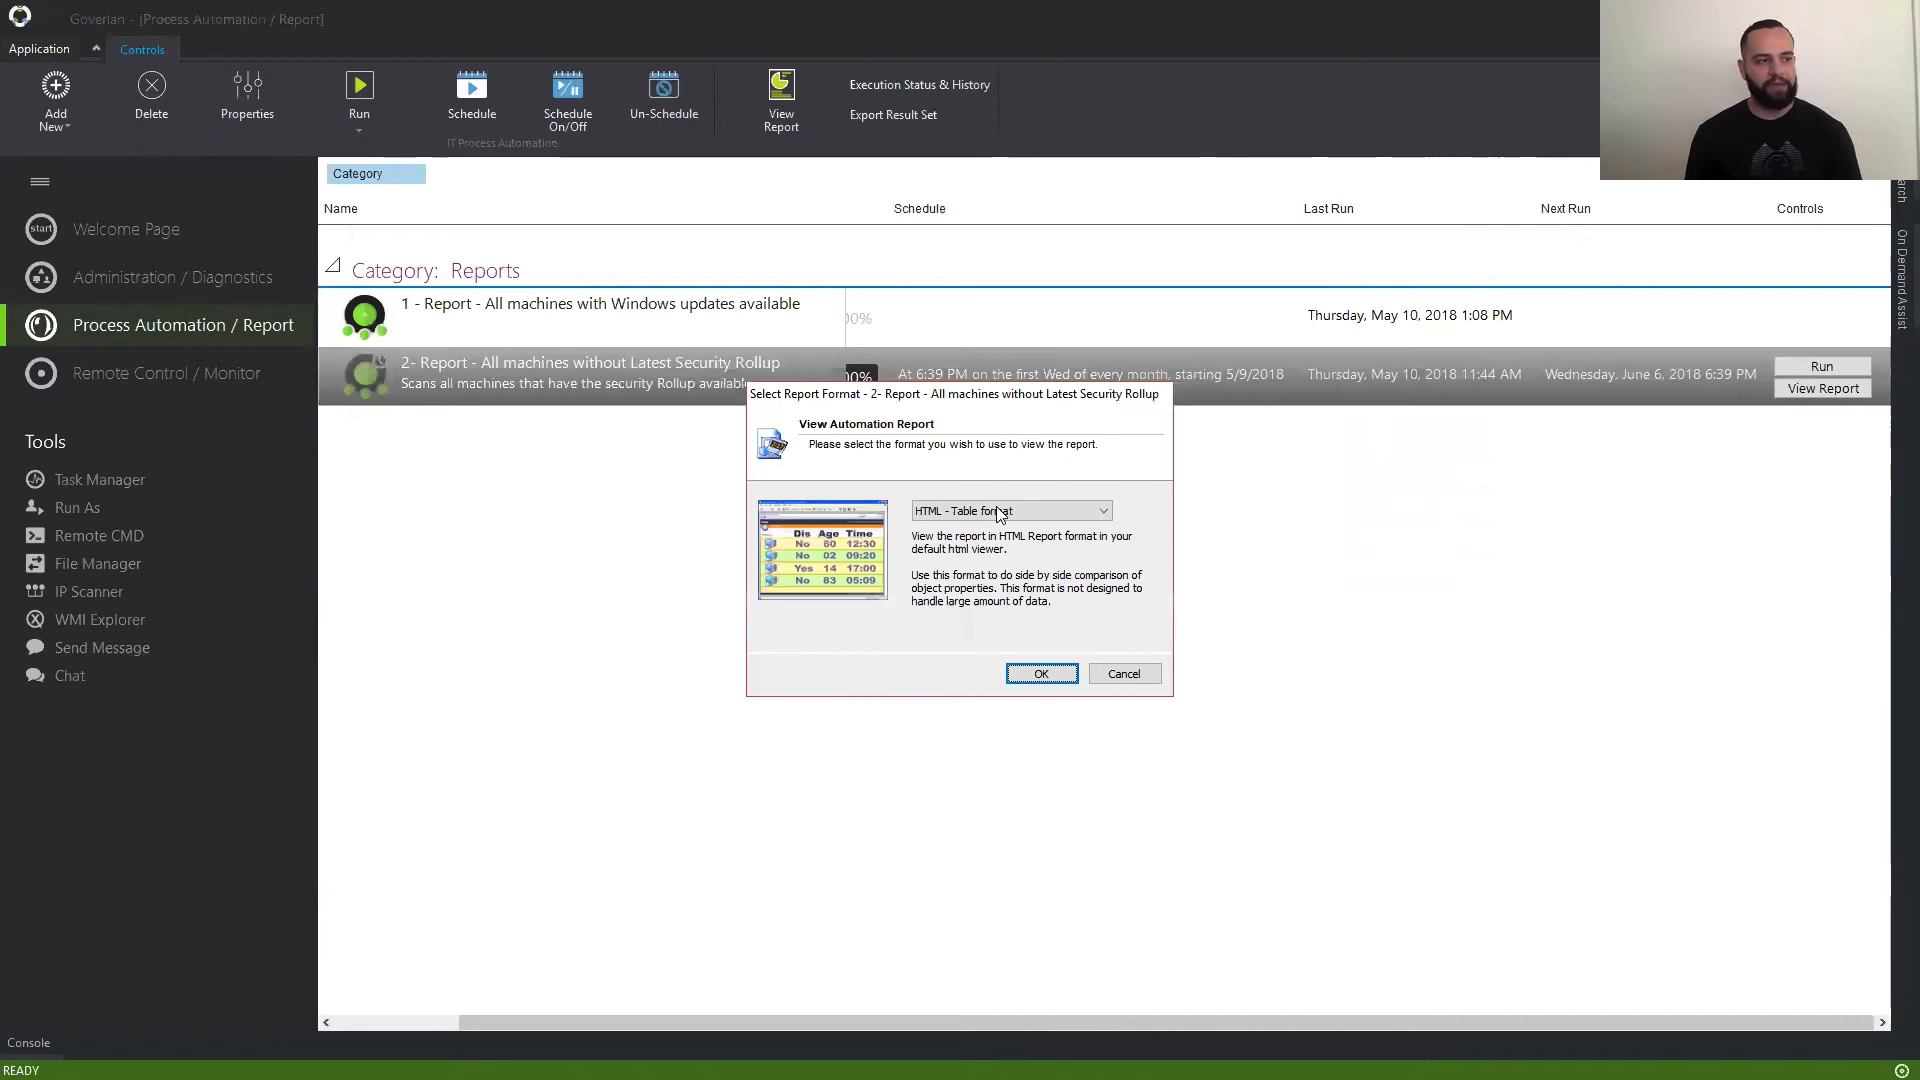 Goverlan - [Process Automation / Report]
Application
Controls
Add
New
Delete
Properties
Run
Schedule
Schedule
On/Off
Un-Schedule
View
Report
Execution Status & History
Export Result Set
IT Process Automation
Category
Name
Schedule
Last Run
Next Run
Controls
start
Welcome Page
Administration / Diagnostics
Process Automation / Report
Remote Control / Monitor
Tools
Task Manager
Run As
Remote CMD
File Manager
IP Scanner
WMI Explorer
Send Message
Chat
Category: Reports
1 - Report - All machines with Windows updates available
Thursday, May 10, 2018 1:08 PM
2- Report - All machines without Latest Security Rollup
Scans all machines that have the security Rollup
At 6:39 PM on the first Wed of every month, starting 5/9/2018
Thursday, May 10, 2018 11:44 AM
Wednesday, June 6, 2018 6:39 PM
Run
View Report
Select Report Format - 2- Report - All machines without Latest Security Rollup
View Automation Report
Please select the format you wish to use to view the report.
Dis Age Time
No 60 12:30
No 02 09:20
Yes 14 17:00
No 83 05:09
HTML - Table format
View the report in HTML Report format in your
default html viewer.
Use this format to do side by side comparison of
object properties. This format is not designed to
handle large amount of data.
OK
Cancel
On Demand Assist
Console
READY